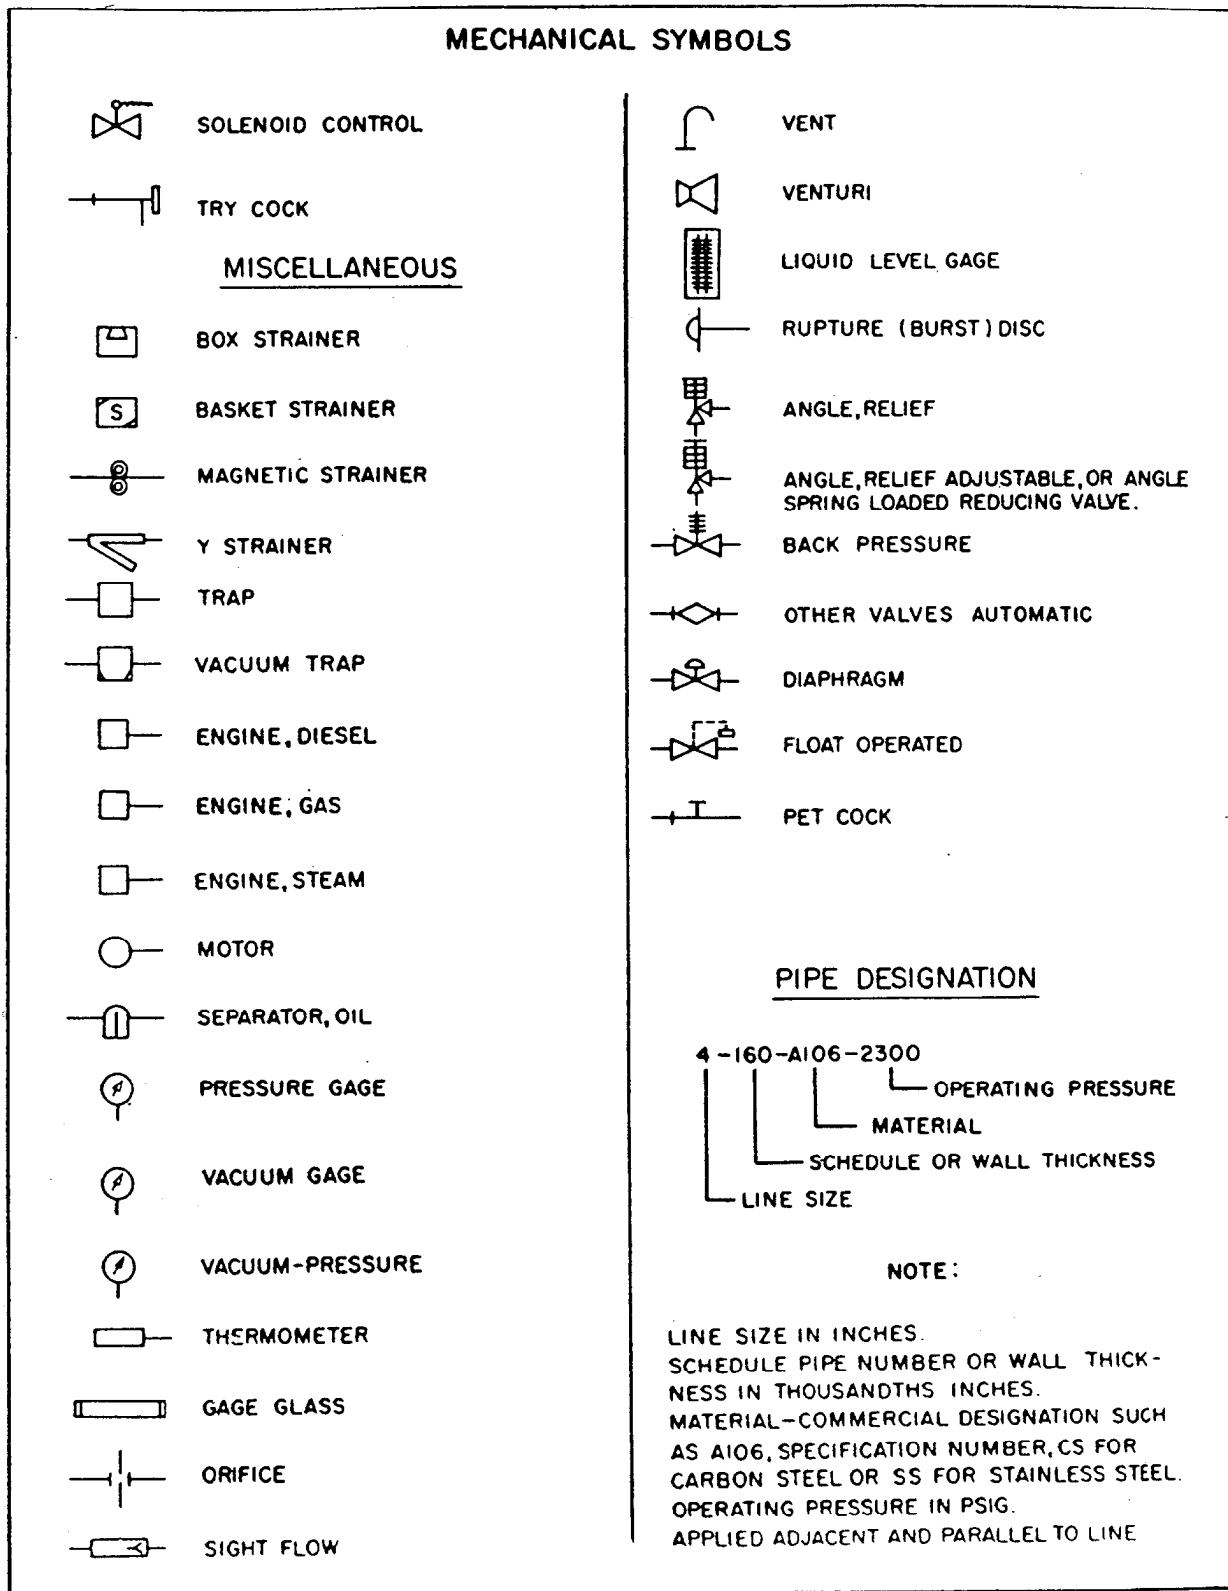 MECHANICAL SYMBOLS
SOLENOID CONTROL
TRY COCK
MISCELLANEOUS
BOX STRAINER
S
BASKET STRAINER
MAGNETIC STRAINER
Y STRAINER
TRAP
VACUUM TRAP
ENGINE, DIESEL
ENGINE, GAS
ENGINE, STEAM
MOTOR
SEPARATOR, OIL
PRESSURE GAGE
VACUUM GAGE
VACUUM-PRESSURE
THERMOMETER
GAGE GLASS
ORIFICE
SIGHT FLOW
VENT
VENTURI
LIQUID LEVEL GAGE
RUPTURE (BURST) DISC
ANGLE, RELIEF
ANGLE, RELIEF ADJUSTABLE, OR ANGLE
SPRING LOADED REDUCING VALVE.
BACK PRESSURE
OTHER VALVES AUTOMATIC
DIAPHRAGM
FLOAT OPERATED
PET COCK
PIPE DESIGNATION
4-160-A106-2300
OPERATING PRESSURE
MATERIAL
SCHEDULE OR WALL THICKNESS
LINE SIZE
NOTE:
LINE SIZE IN INCHES.
SCHEDULE PIPE NUMBER OR WALL THICK-
NESS IN THOUSANDTHS INCHES.
MATERIAL-COMMERCIAL DESIGNATION SUCH
AS A106, SPECIFICATION NUMBER, CS FOR
CARBON STEEL OR SS FOR STAINLESS STEEL.
OPERATING PRESSURE IN PSIG.
APPLIED ADJACENT AND PARALLEL TO LINE